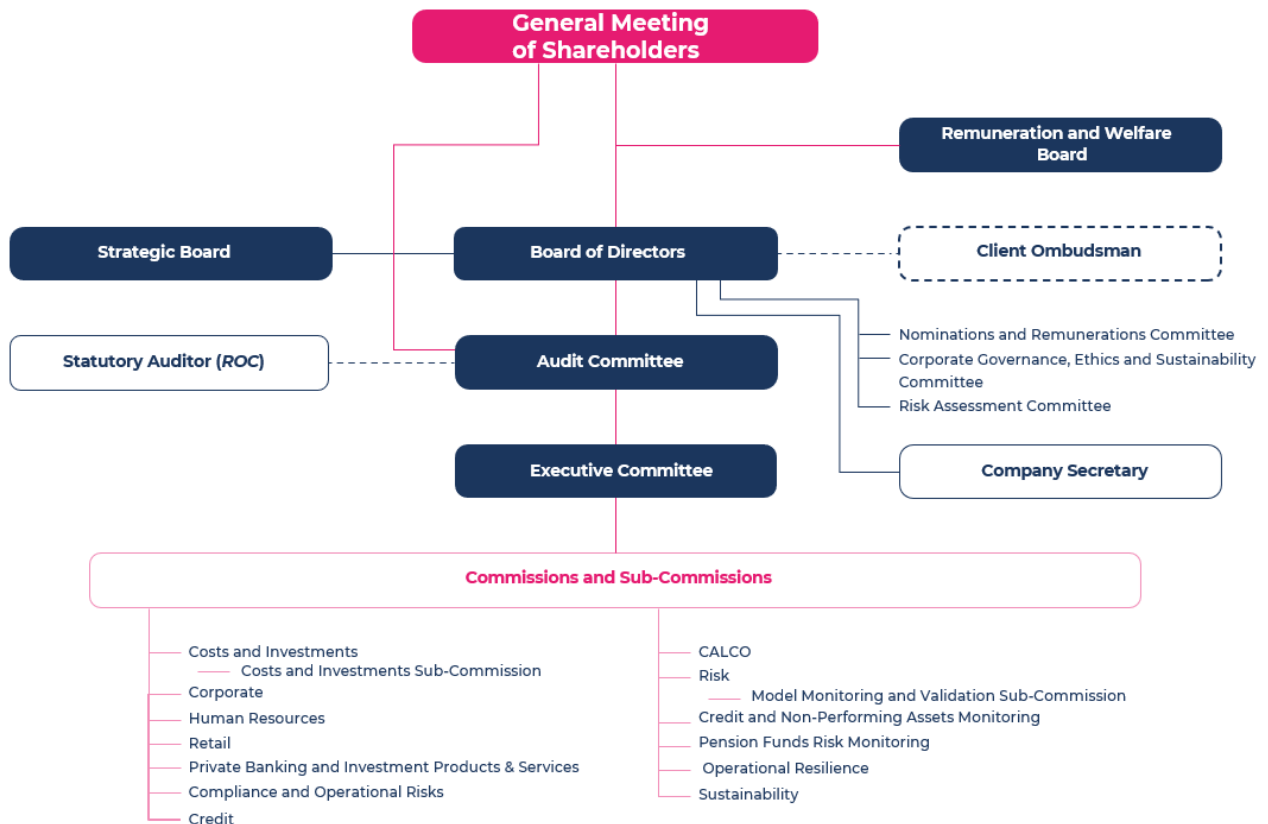 General Meeting
of Shareholders
Remuneration and Welfare
Board
Strategic Board
Board of Directors
Client Ombudsman
Statutory Auditor (ROC)
Audit Committee
Nominations and Remunerations Committee
Corporate Governance, Ethics and Sustainability
Committee
Risk Assessment Committee
Executive Committee
Company Secretary
Commissions and Sub-Commissions
Costs and Investments
Costs and Investments Sub-Commission
Corporate
Human Resources
Retail
Private Banking and Investment Products & Services
Compliance and Operational Risks
Credit
CALCO
Risk
Model Monitoring and Validation Sub-Commission
Credit and Non-Performing Assets Monitoring
Pension Funds Risk Monitoring
Operational Resilience
Sustainability